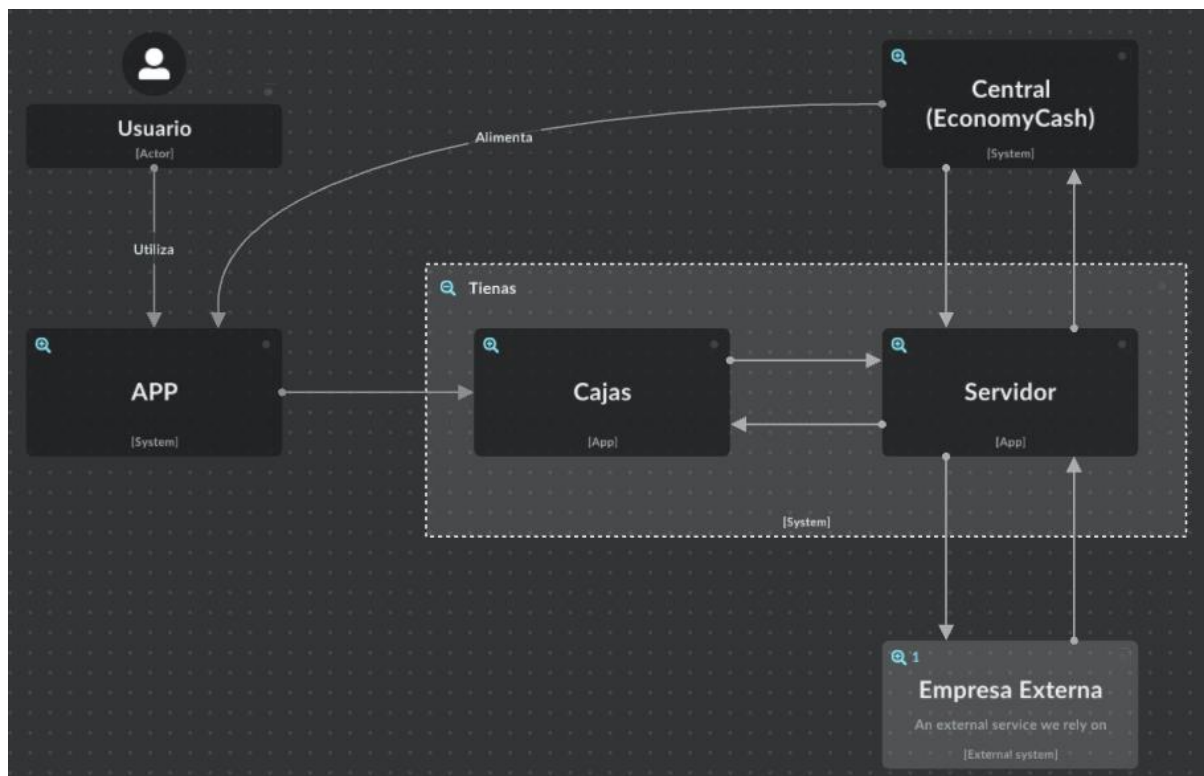 Usuario
[Actor]
Central
(EconomyCash)
[System]
Alimenta
Utiliza
Tienas
APP
[System]
Cajas
[App]
Servidor
[App]
[System]
1
Empresa Externa
An external service we rely on
[External system]